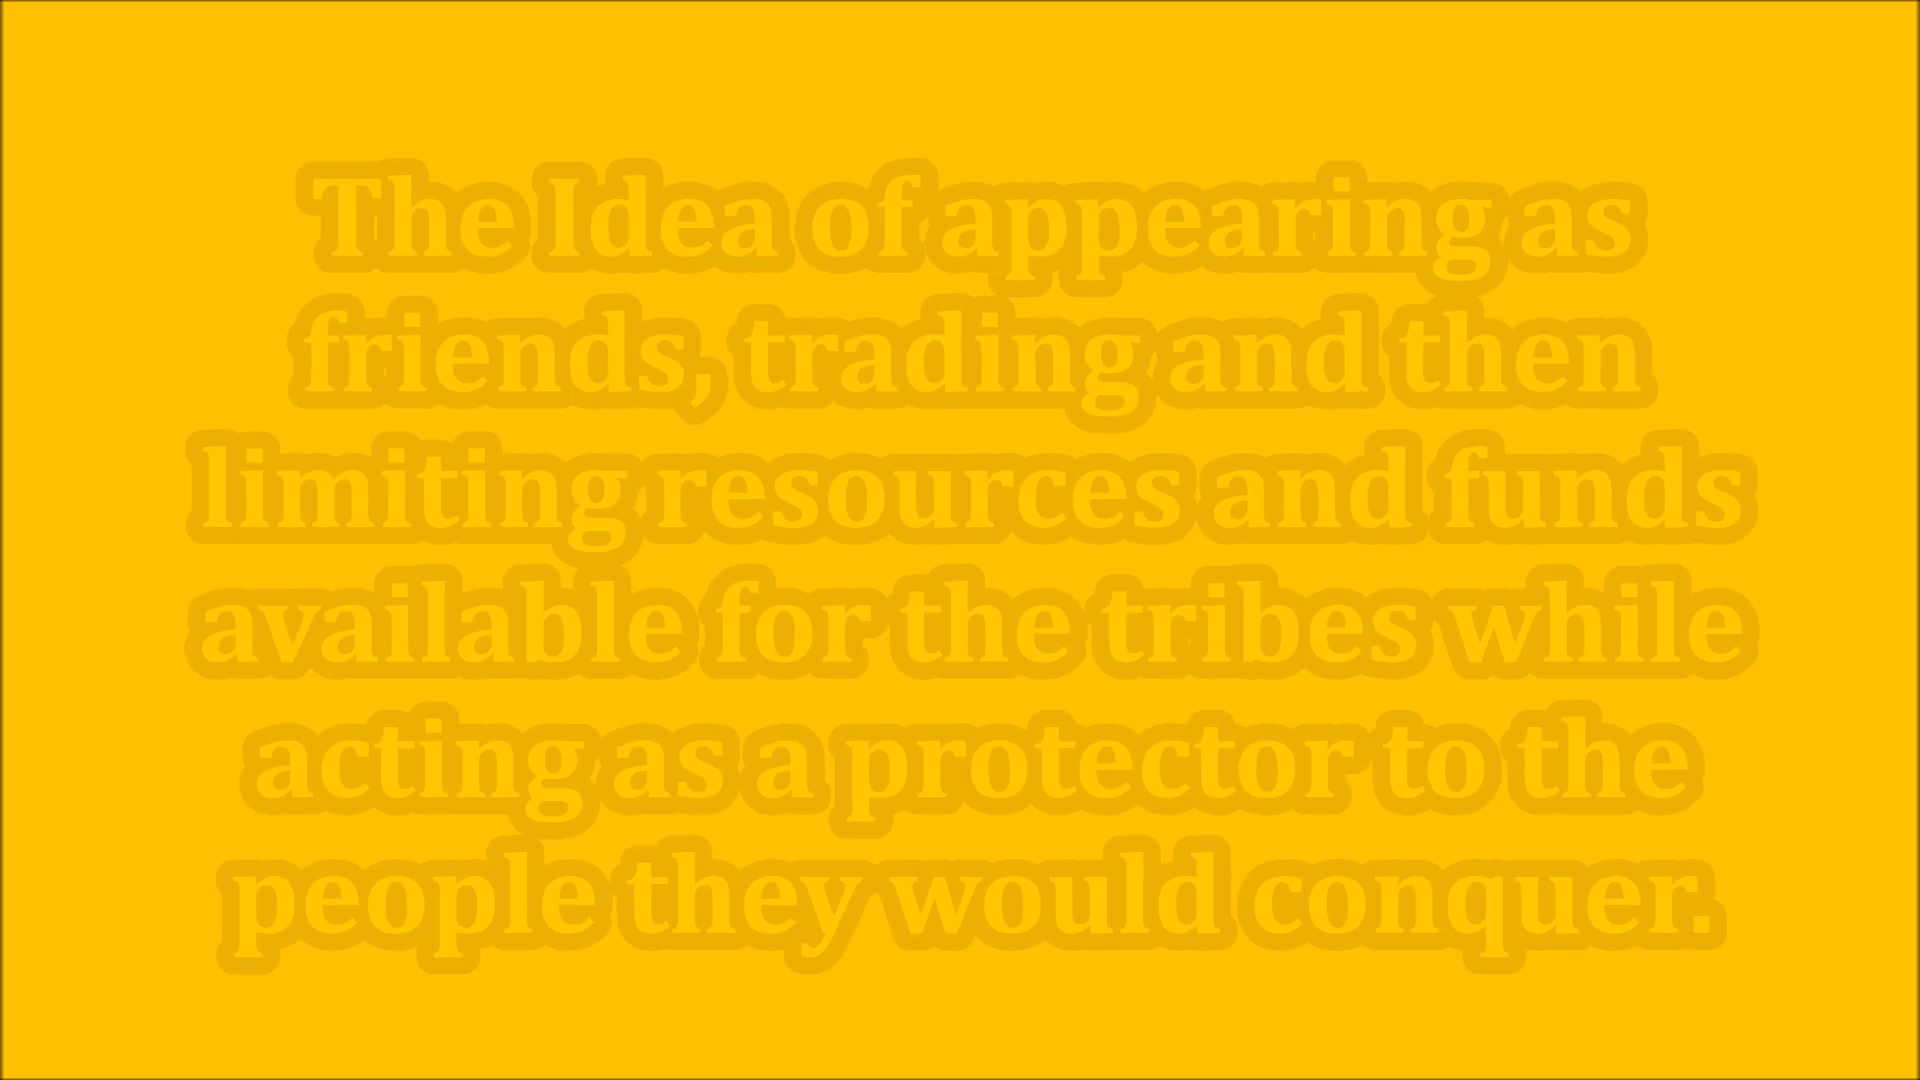 The Idea of appearing as
friends, trading and then
limiting resources and funds
available for the tribes while
acting as a protector to the
people they would conquer.